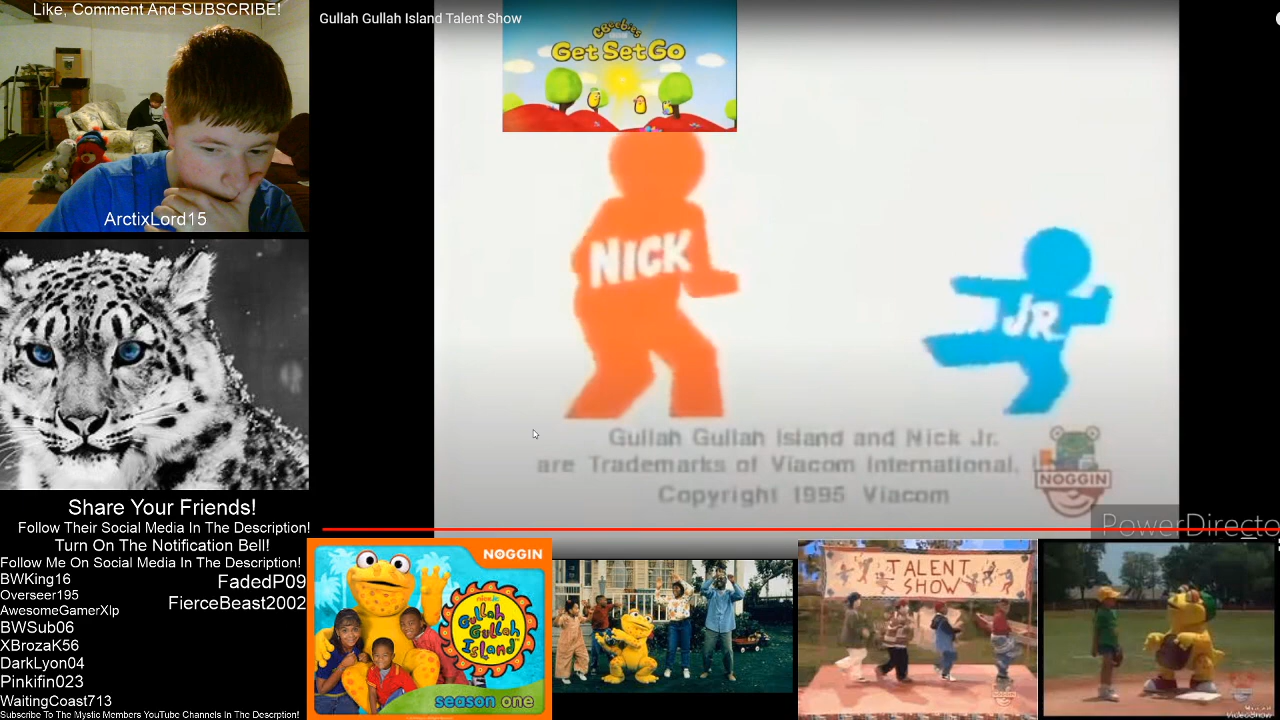 Like, Comment And SUBSCRIBE!
ArctixLord15
Gullah Gullah Island Talent Show
CBeebies
Get Set Go
NICK
JR.
Gullah Gullah Island and Nick Jr.
are Trademarks of Viacom International.
Copyright 1995 Viacom
NOGGIN
PowerDirecto
Share Your Friends!
Follow Their Social Media In The Description!
Turn On The Notification Bell!
Follow Me On Social Media In The Description!
BWKing16
Overseer195
AwesomeGamerXlp
BWSub06
XBrozaK56
DarkLyon04
Pinkifin023
WaitingCoast713
FadedP09
FierceBeast2002
Subscribe To The Mystic Members YouTube Channels In The Descrption!
NOGGIN
nick jr.
Gullah
Gullah
Island
season one
TALENT
SHOW
VideoShow